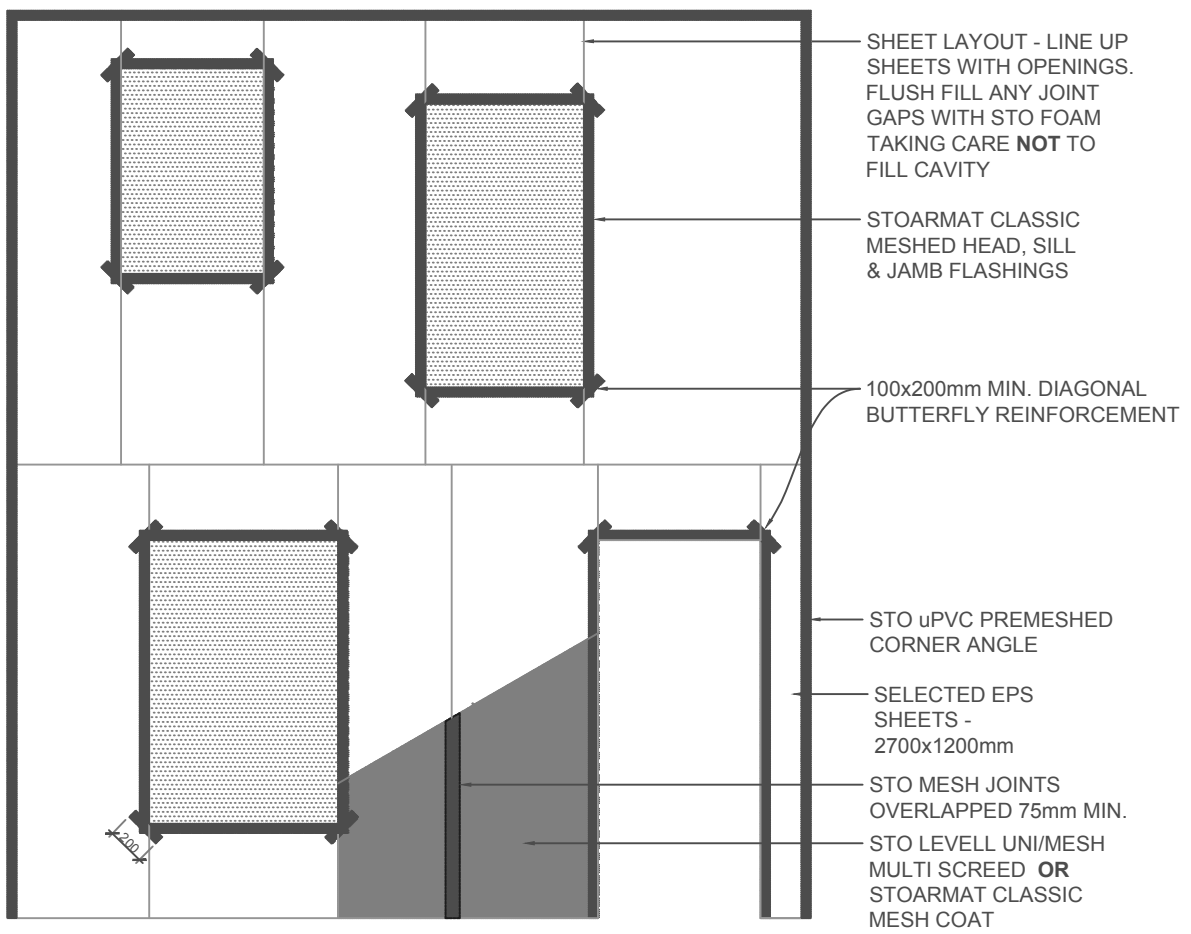 SHEET LAYOUT - LINE UP
SHEETS WITH OPENINGS.
FLUSH FILL ANY JOINT
GAPS WITH STO FOAM
TAKING CARE NOT TO
FILL CAVITY
STOARMAT CLASSIC
MESHED HEAD, SILL
& JAMB FLASHINGS
100x200mm MIN. DIAGONAL
BUTTERFLY REINFORCEMENT
STO uPVC PREMESHED
CORNER ANGLE
SELECTED EPS
SHEETS -
2700x1200mm
STO MESH JOINTS
OVERLAPPED 75mm MIN.
STO LEVELL UNI/MESH
MULTI SCREED OR
STOARMAT CLASSIC
MESH COAT
200